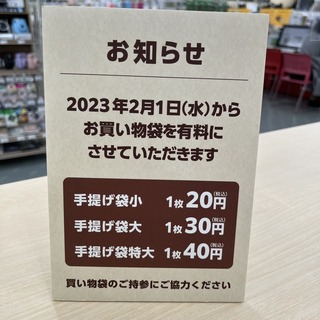 お知らせ
2023年2月1日(水)から
お買い物袋を有料に
させていただきます
手提げ袋小 1枚20円(税込)
手提げ袋大 1枚30円(税込)
手提げ袋特大 1枚40円(税込)
買い物袋のご持参にご協力ください